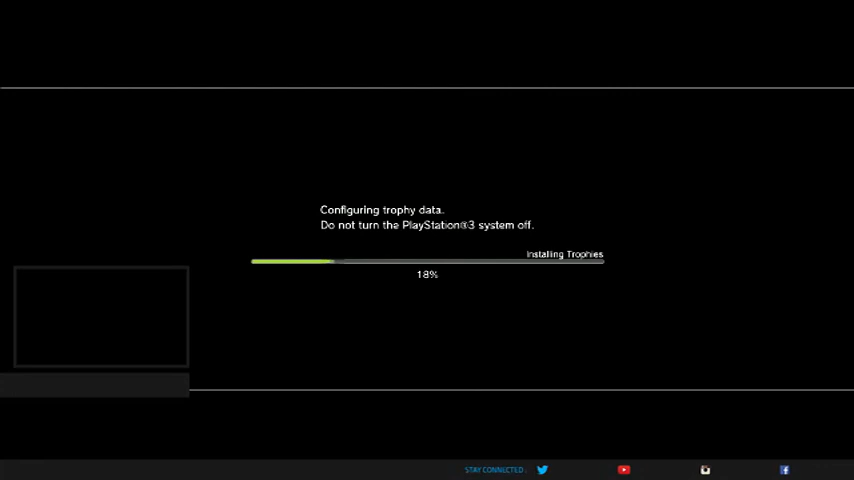 Configuring trophy data.
Do not turn the PlayStation®3 system off.
Installing Trophies
18%
STAY CONNECTED :